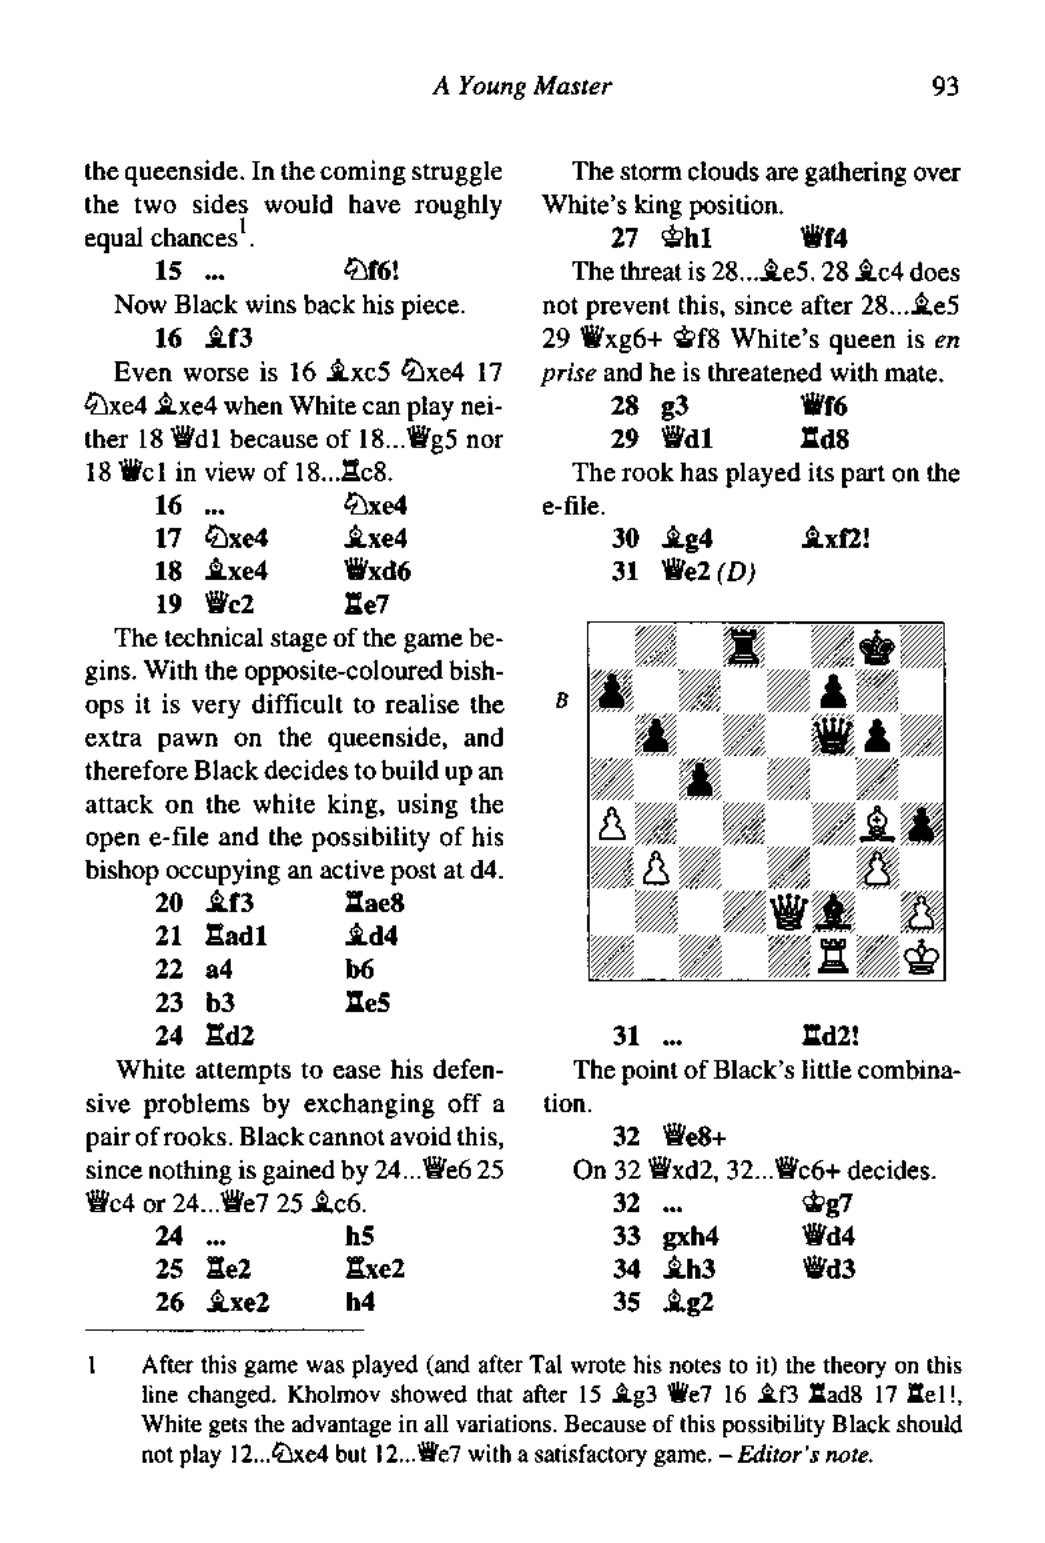 A Young Master 93
the queenside. In the coming struggle
the two sides would have roughly
equal chances¹.
15 ... ♘f6!
Now Black wins back his piece.
16 ♗f3
Even worse is 16 ♗xc5 ♘xe4 17
♘xe4 ♗xe4 when White can play nei-
ther 18 ♕d1 because of 18...♕g5 nor
18 ♕c1 in view of 18...♖c8.
16 ... ♘xe4
17 ♘xe4 ♗xe4
18 ♗xe4 ♕xd6
19 ♕c2 ♖e7
The technical stage of the game be-
gins. With the opposite-coloured bish-
ops it is very difficult to realise the
extra pawn on the queenside, and
therefore Black decides to build up an
attack on the white king, using the
open e-file and the possibility of his
bishop occupying an active post at d4.
20 ♗f3 ♖ae8
21 ♖ad1 ♗d4
22 a4 b6
23 b3 ♖e5
24 ♖d2
White attempts to ease his defen-
sive problems by exchanging off a
pair of rooks. Black cannot avoid this,
since nothing is gained by 24...♕e6 25
♕c4 or 24...♕e7 25 ♗c6.
24 ... h5
25 ♖e2 ♖xe2
26 ♗xe2 h4
The storm clouds are gathering over
White's king position.
27 ♔h1 ♕f4
The threat is 28...♗e5. 28 ♗c4 does
not prevent this, since after 28...♗e5
29 ♕xg6+ ♔f8 White's queen is en
prise and he is threatened with mate.
28 g3 ♕f6
29 ♕d1 ♖d8
The rook has played its part on the
e-file.
30 ♗g4 ♗xf2!
31 ♕e2 (D)
B
31 ... ♖d2!
The point of Black's little combina-
tion.
32 ♕e8+
On 32 ♕xd2, 32...♕c6+ decides.
32 ... ♔g7
33 gxh4 ♕d4
34 ♗h3 ♕d3
35 ♗g2
1 After this game was played (and after Tal wrote his notes to it) the theory on this
line changed. Kholmov showed that after 15 ♗g3 ♕e7 16 ♗f3 ♖ad8 17 ♖e1!,
White gets the advantage in all variations. Because of this possibility Black should
not play 12...♘xe4 but 12...♕e7 with a satisfactory game. – Editor's note.